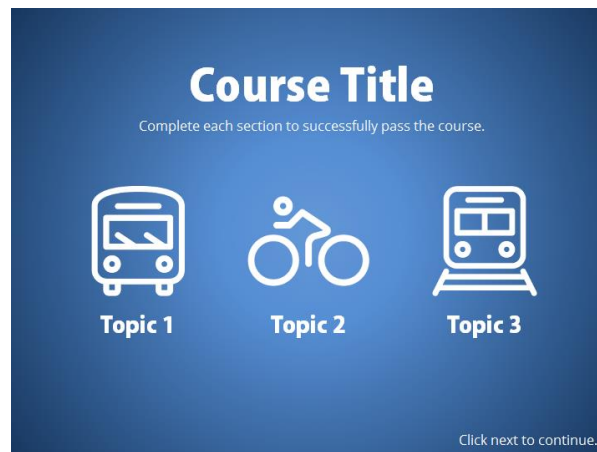 Course Title
Complete each section to successfully pass the course.
Topic 1
Topic 2
Topic 3
Click next to continue.